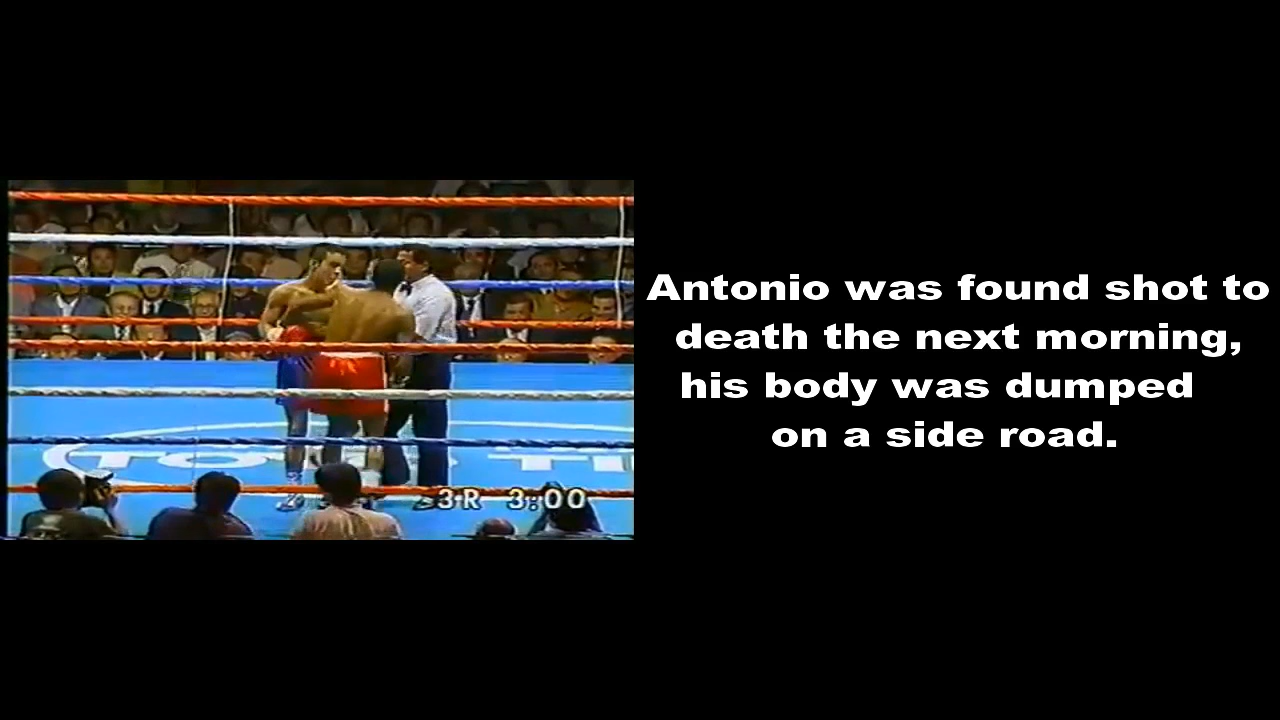 Antonio was found shot to
death the next morning,
his body was dumped
on a side road.
3R 3:00